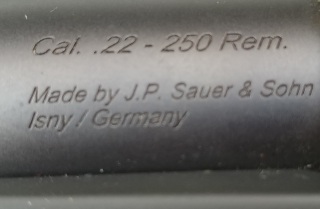 Cal. .22 - 250 Rem.
Made by J.P. Sauer & Sohn
Isny / Germany